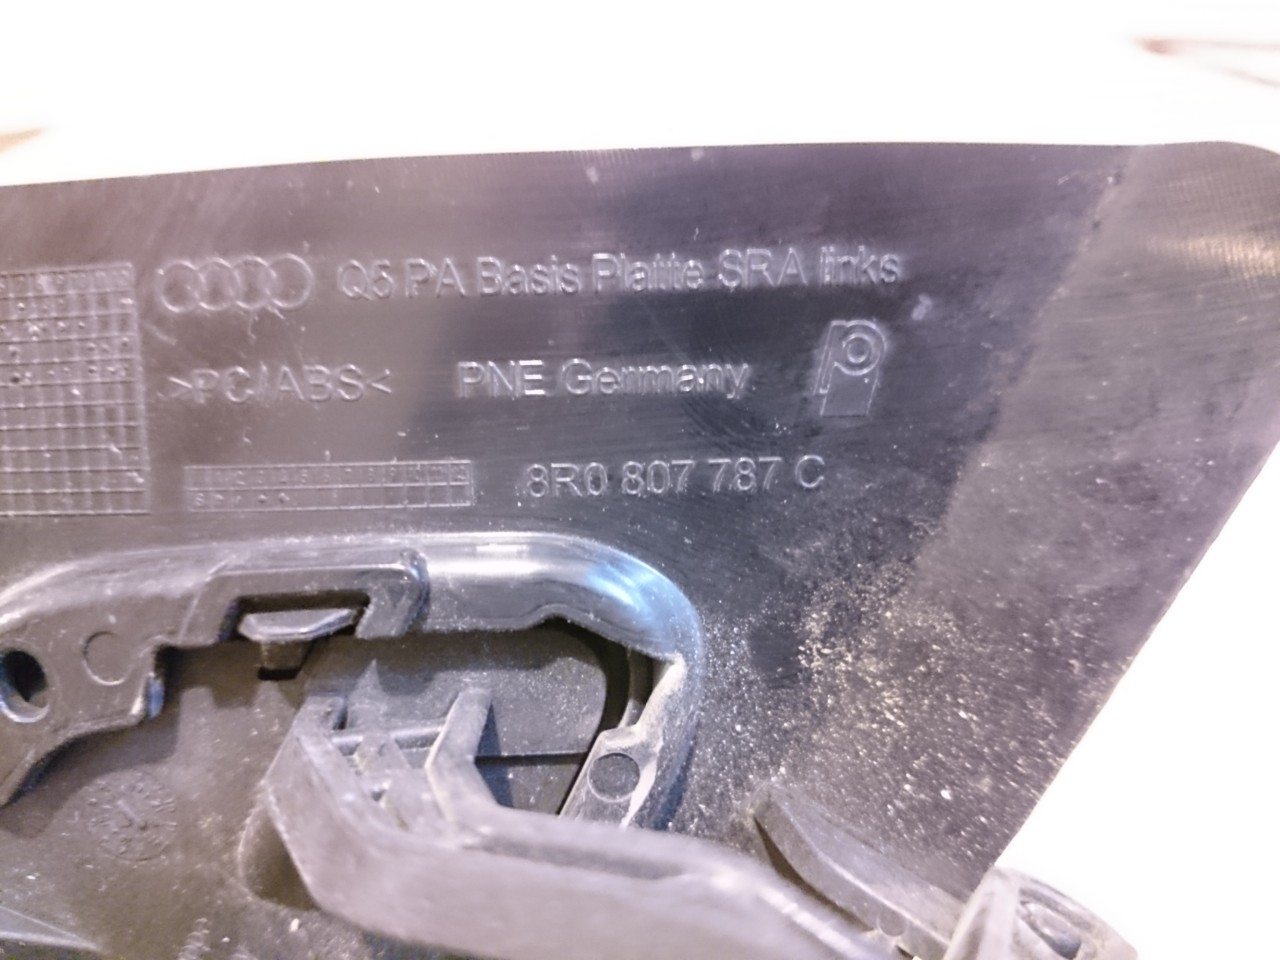 Q5 PA Basis Platte SRA links
>PC/ABS<
PNE Germany
8R0 807 787 C